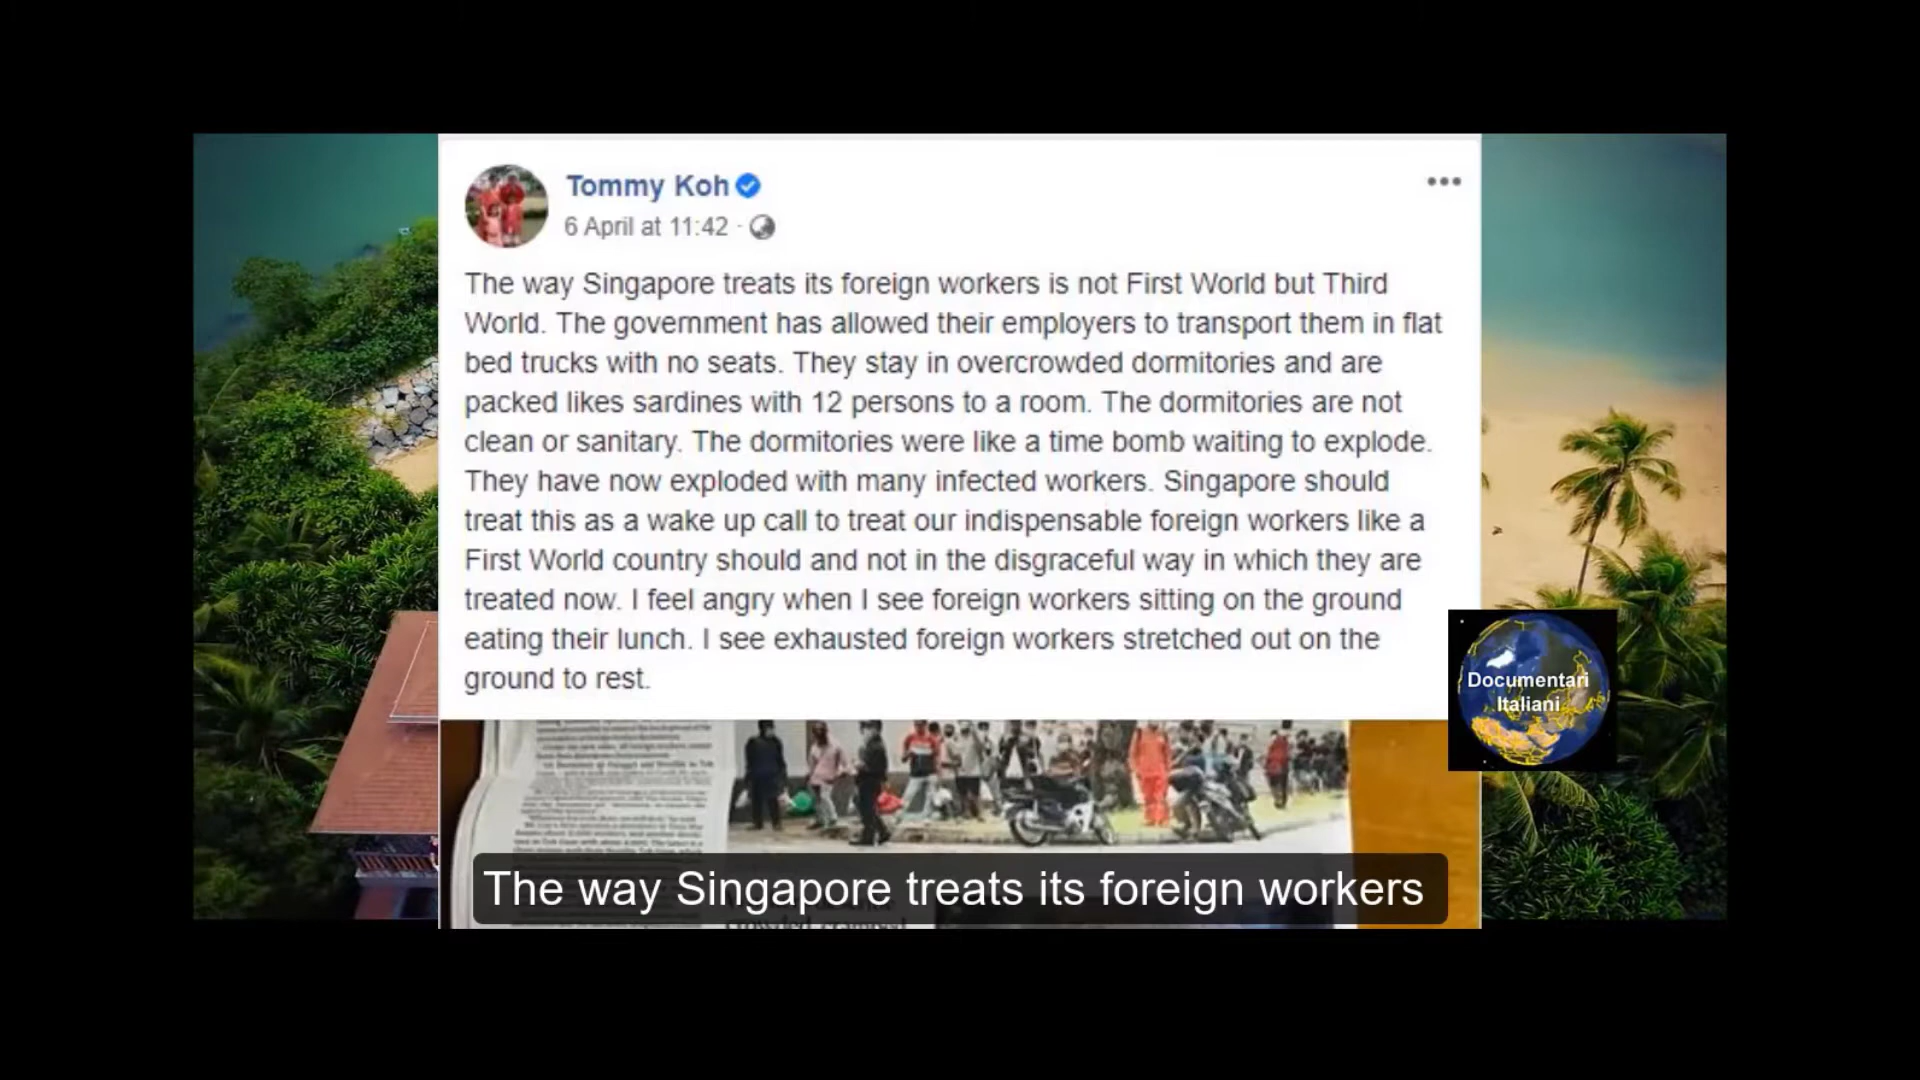 Tommy Koh
6 April at 11:42 ·
The way Singapore treats its foreign workers is not First World but Third
World. The government has allowed their employers to transport them in flat
bed trucks with no seats. They stay in overcrowded dormitories and are
packed likes sardines with 12 persons to a room. The dormitories are not
clean or sanitary. The dormitories were like a time bomb waiting to explode.
They have now exploded with many infected workers. Singapore should
treat this as a wake up call to treat our indispensable foreign workers like a
First World country should and not in the disgraceful way in which they are
treated now. I feel angry when I see foreign workers sitting on the ground
eating their lunch. I see exhausted foreign workers stretched out on the
ground to rest.
Documentari
Italiani
The way Singapore treats its foreign workers